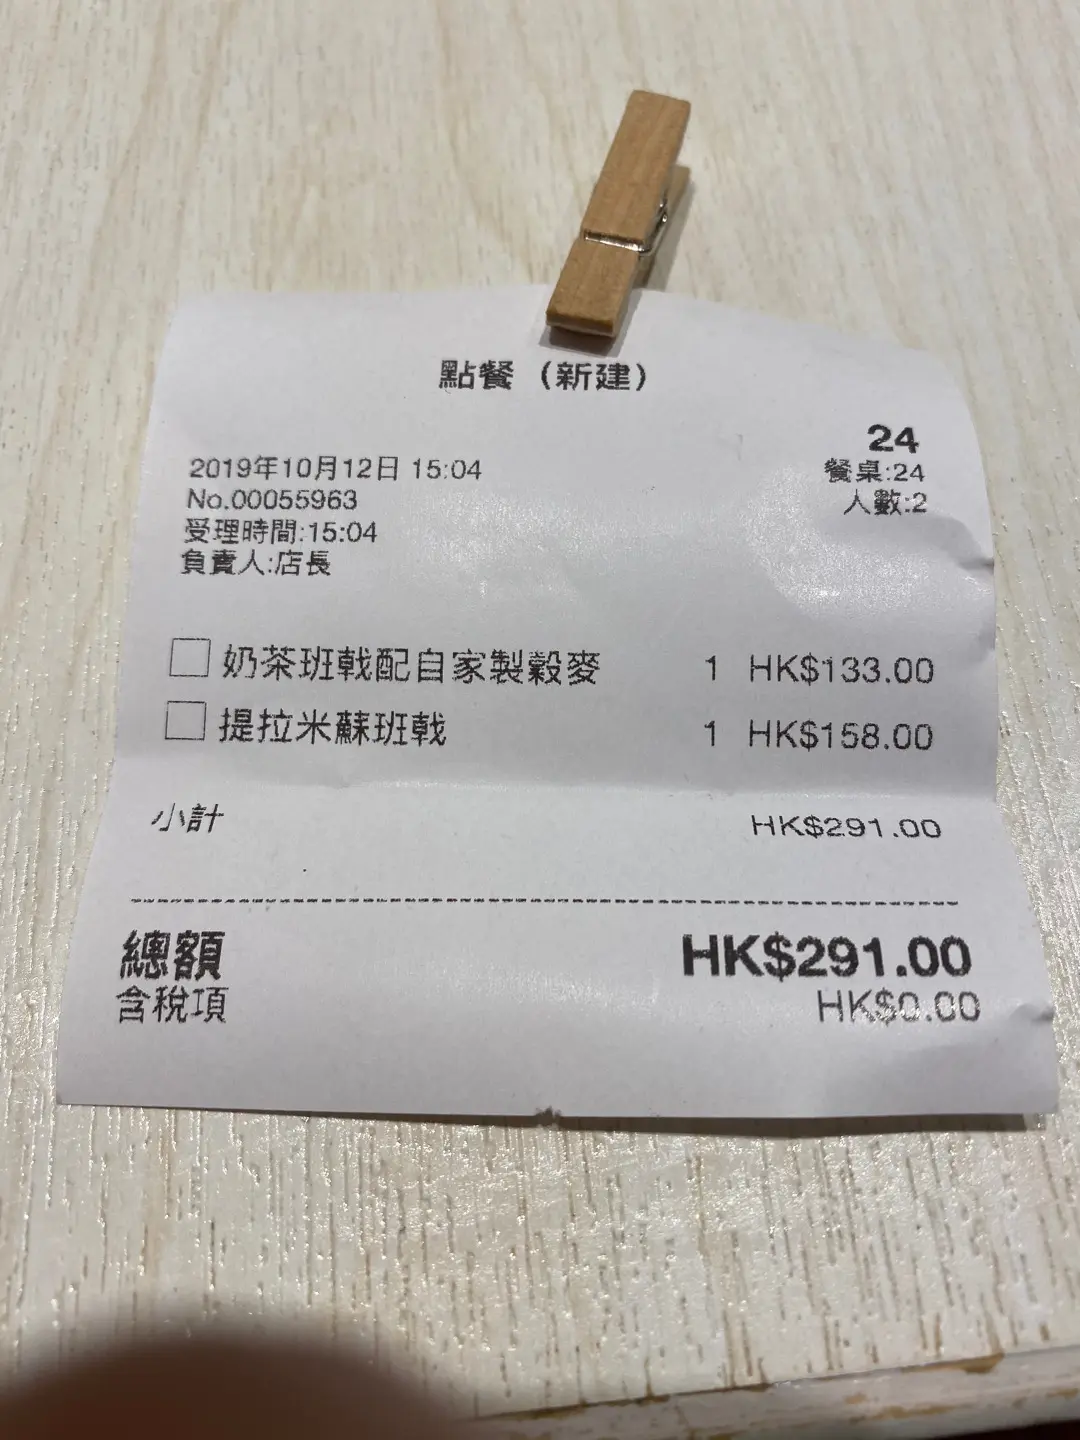 點餐（新建）
24
2019年10月12日 15:04
餐桌:24
No.00055963
人數:2
受理時間:15:04
負責人:店長
奶茶班戟配自家製穀麥 1 HK$133.00
提拉米蘇班戟 1 HK$158.00
小計 HK$291.00
總額 HK$291.00
含稅項 HK$0.00